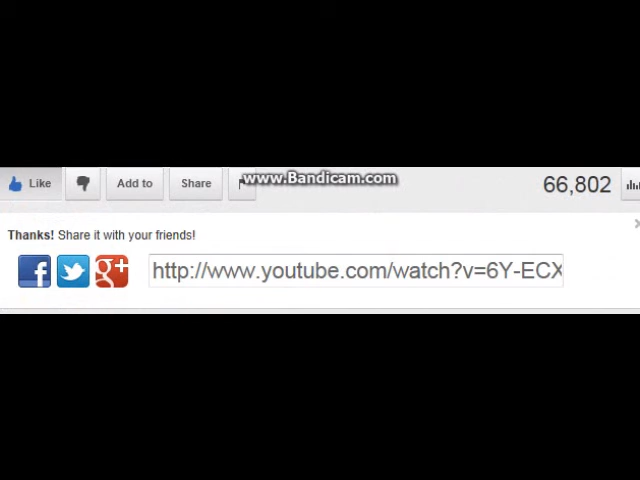 Like Add to Share www.Bandicam.com 66,802
Thanks! Share it with your friends!
f g+ http://www.youtube.com/watch?v=6Y-ECX